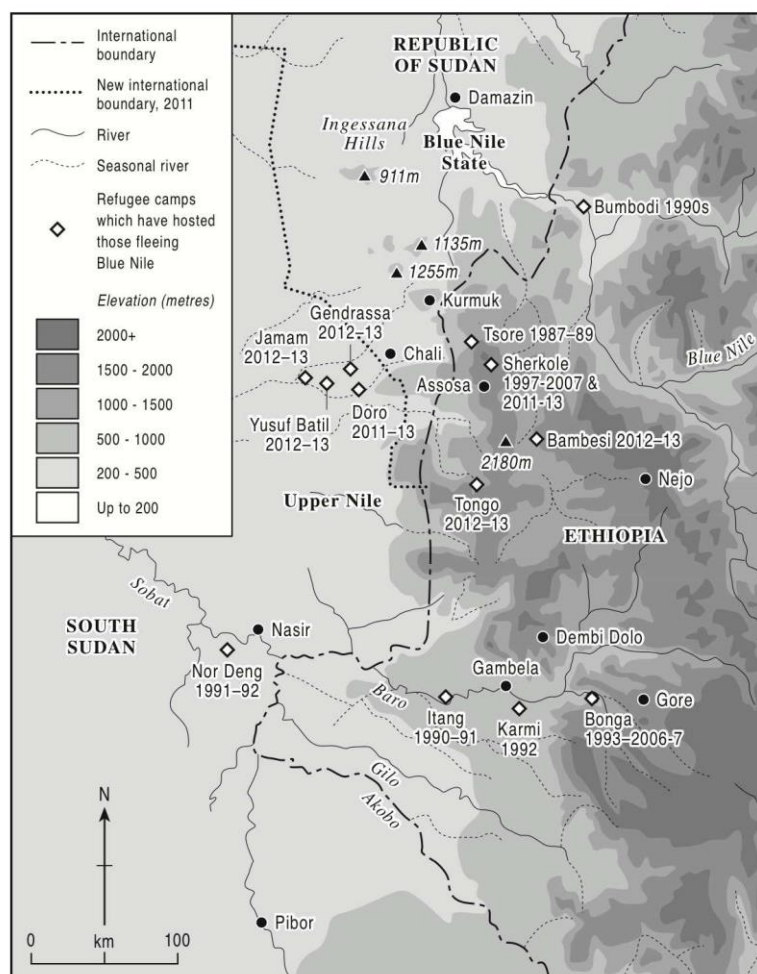 International
boundary
New international
boundary, 2011
River
Seasonal river
Refugee camps
which have hosted
those fleeing
Blue Nile
Elevation (metres)
2000+
1500 - 2000
1000 - 1500
500 - 1000
200 - 500
Up to 200
REPUBLIC
OF SUDAN
Damazin
Ingessana
Hills
Blue Nile
State
911m
Bumbodi 1990s
1135m
1255m
Kurmuk
Gendrassa
2012–13
Jamam
2012–13
Chali
Tsore 1987–89
Sherkole
1997-2007 &
2011-13
Blue Nile
Assosa
Yusuf Batil
2012–13
Doro
2011–13
Bambesi 2012–13
2180m
Nejo
Upper Nile
Tongo
2012–13
ETHIOPIA
Sobat
SOUTH
SUDAN
Nasir
Dembi Dolo
Nor Deng
1991–92
Gambela
Baro
Itang
1990–91
Karmi
1992
Bonga
1993–2006-7
Gore
Gilo
Akobo
N
Pibor
0 km 100